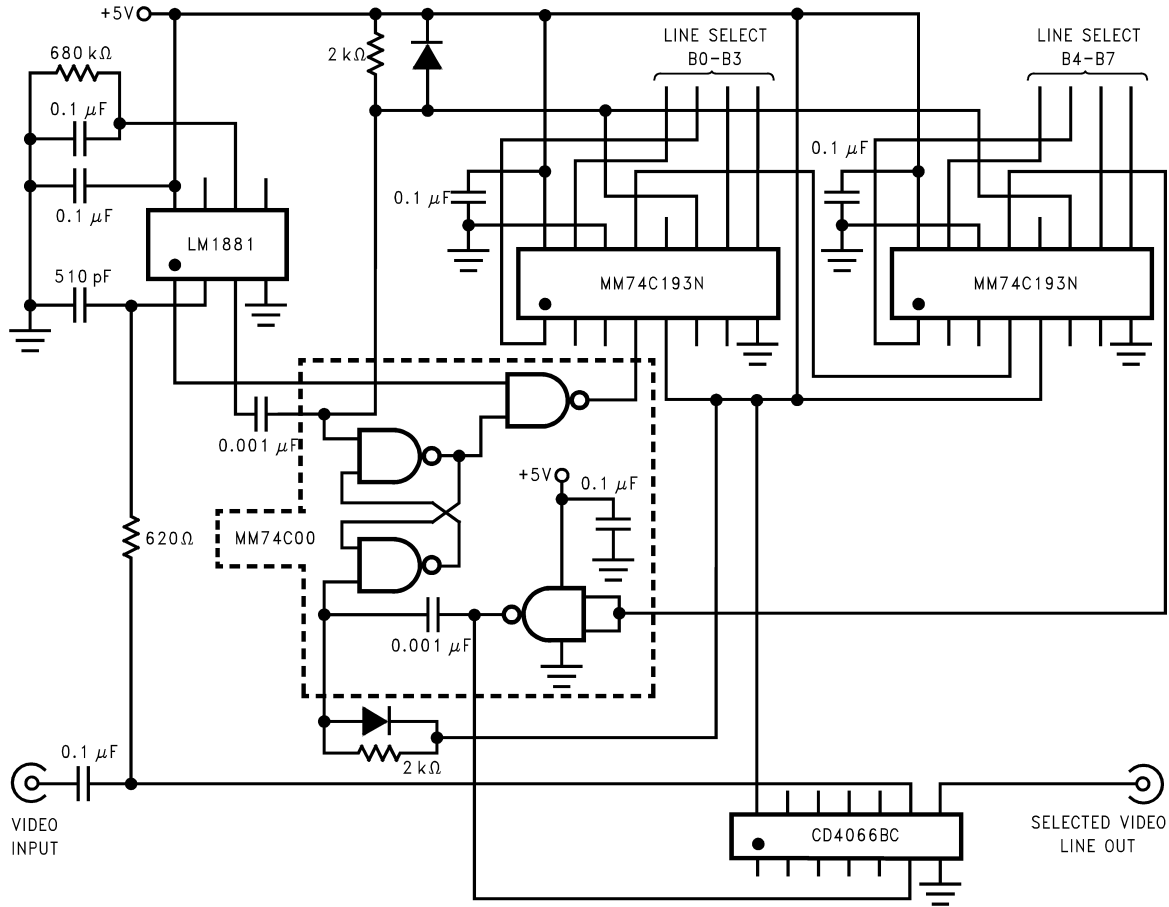 +5V
680 kΩ
0.1 μF
0.1 μF
LM1881
510 pF
2 kΩ
LINE SELECT
B0-B3
LINE SELECT
B4-B7
0.1 μF
0.1 μF
MM74C193N
MM74C193N
0.001 μF
+5V
0.1 μF
MM74C00
620Ω
0.001 μF
2 kΩ
0.1 μF
VIDEO
INPUT
CD4066BC
SELECTED VIDEO
LINE OUT